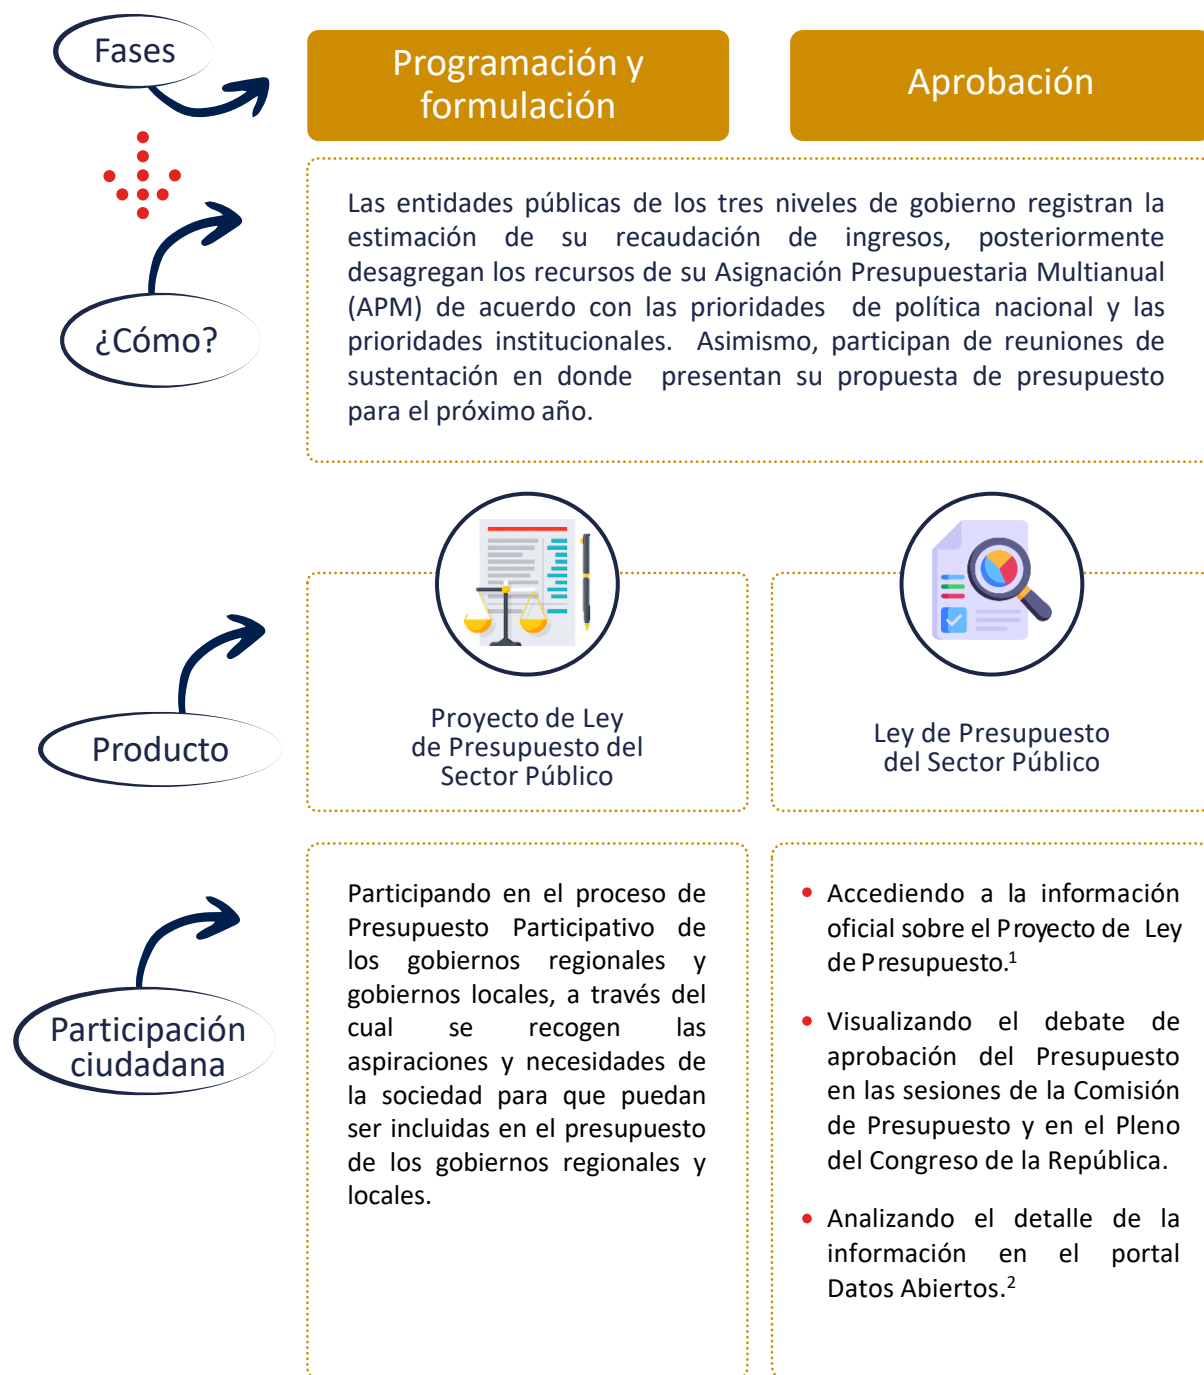 Fases
Programación y
formulación
Aprobación
¿Cómo?
Las entidades públicas de los tres niveles de gobierno registran la
estimación de su recaudación de ingresos, posteriormente
desagregan los recursos de su Asignación Presupuestaria Multianual
(APM) de acuerdo con las prioridades de política nacional y las
prioridades institucionales. Asimismo, participan de reuniones de
sustentación en donde presentan su propuesta de presupuesto
para el próximo año.
Producto
Proyecto de Ley
de Presupuesto del
Sector Público
Ley de Presupuesto
del Sector Público
Participación
ciudadana
Participando en el proceso de
Presupuesto Participativo de
los gobiernos regionales y
gobiernos locales, a través del
cual se recogen las
aspiraciones y necesidades de
la sociedad para que puedan
ser incluidas en el presupuesto
de los gobiernos regionales y
locales.
• Accediendo a la información
oficial sobre el Proyecto de Ley
de Presupuesto.¹
• Visualizando el debate de
aprobación del Presupuesto
en las sesiones de la Comisión
de Presupuesto y en el Pleno
del Congreso de la República.
• Analizando el detalle de la
información en el portal
Datos Abiertos.²